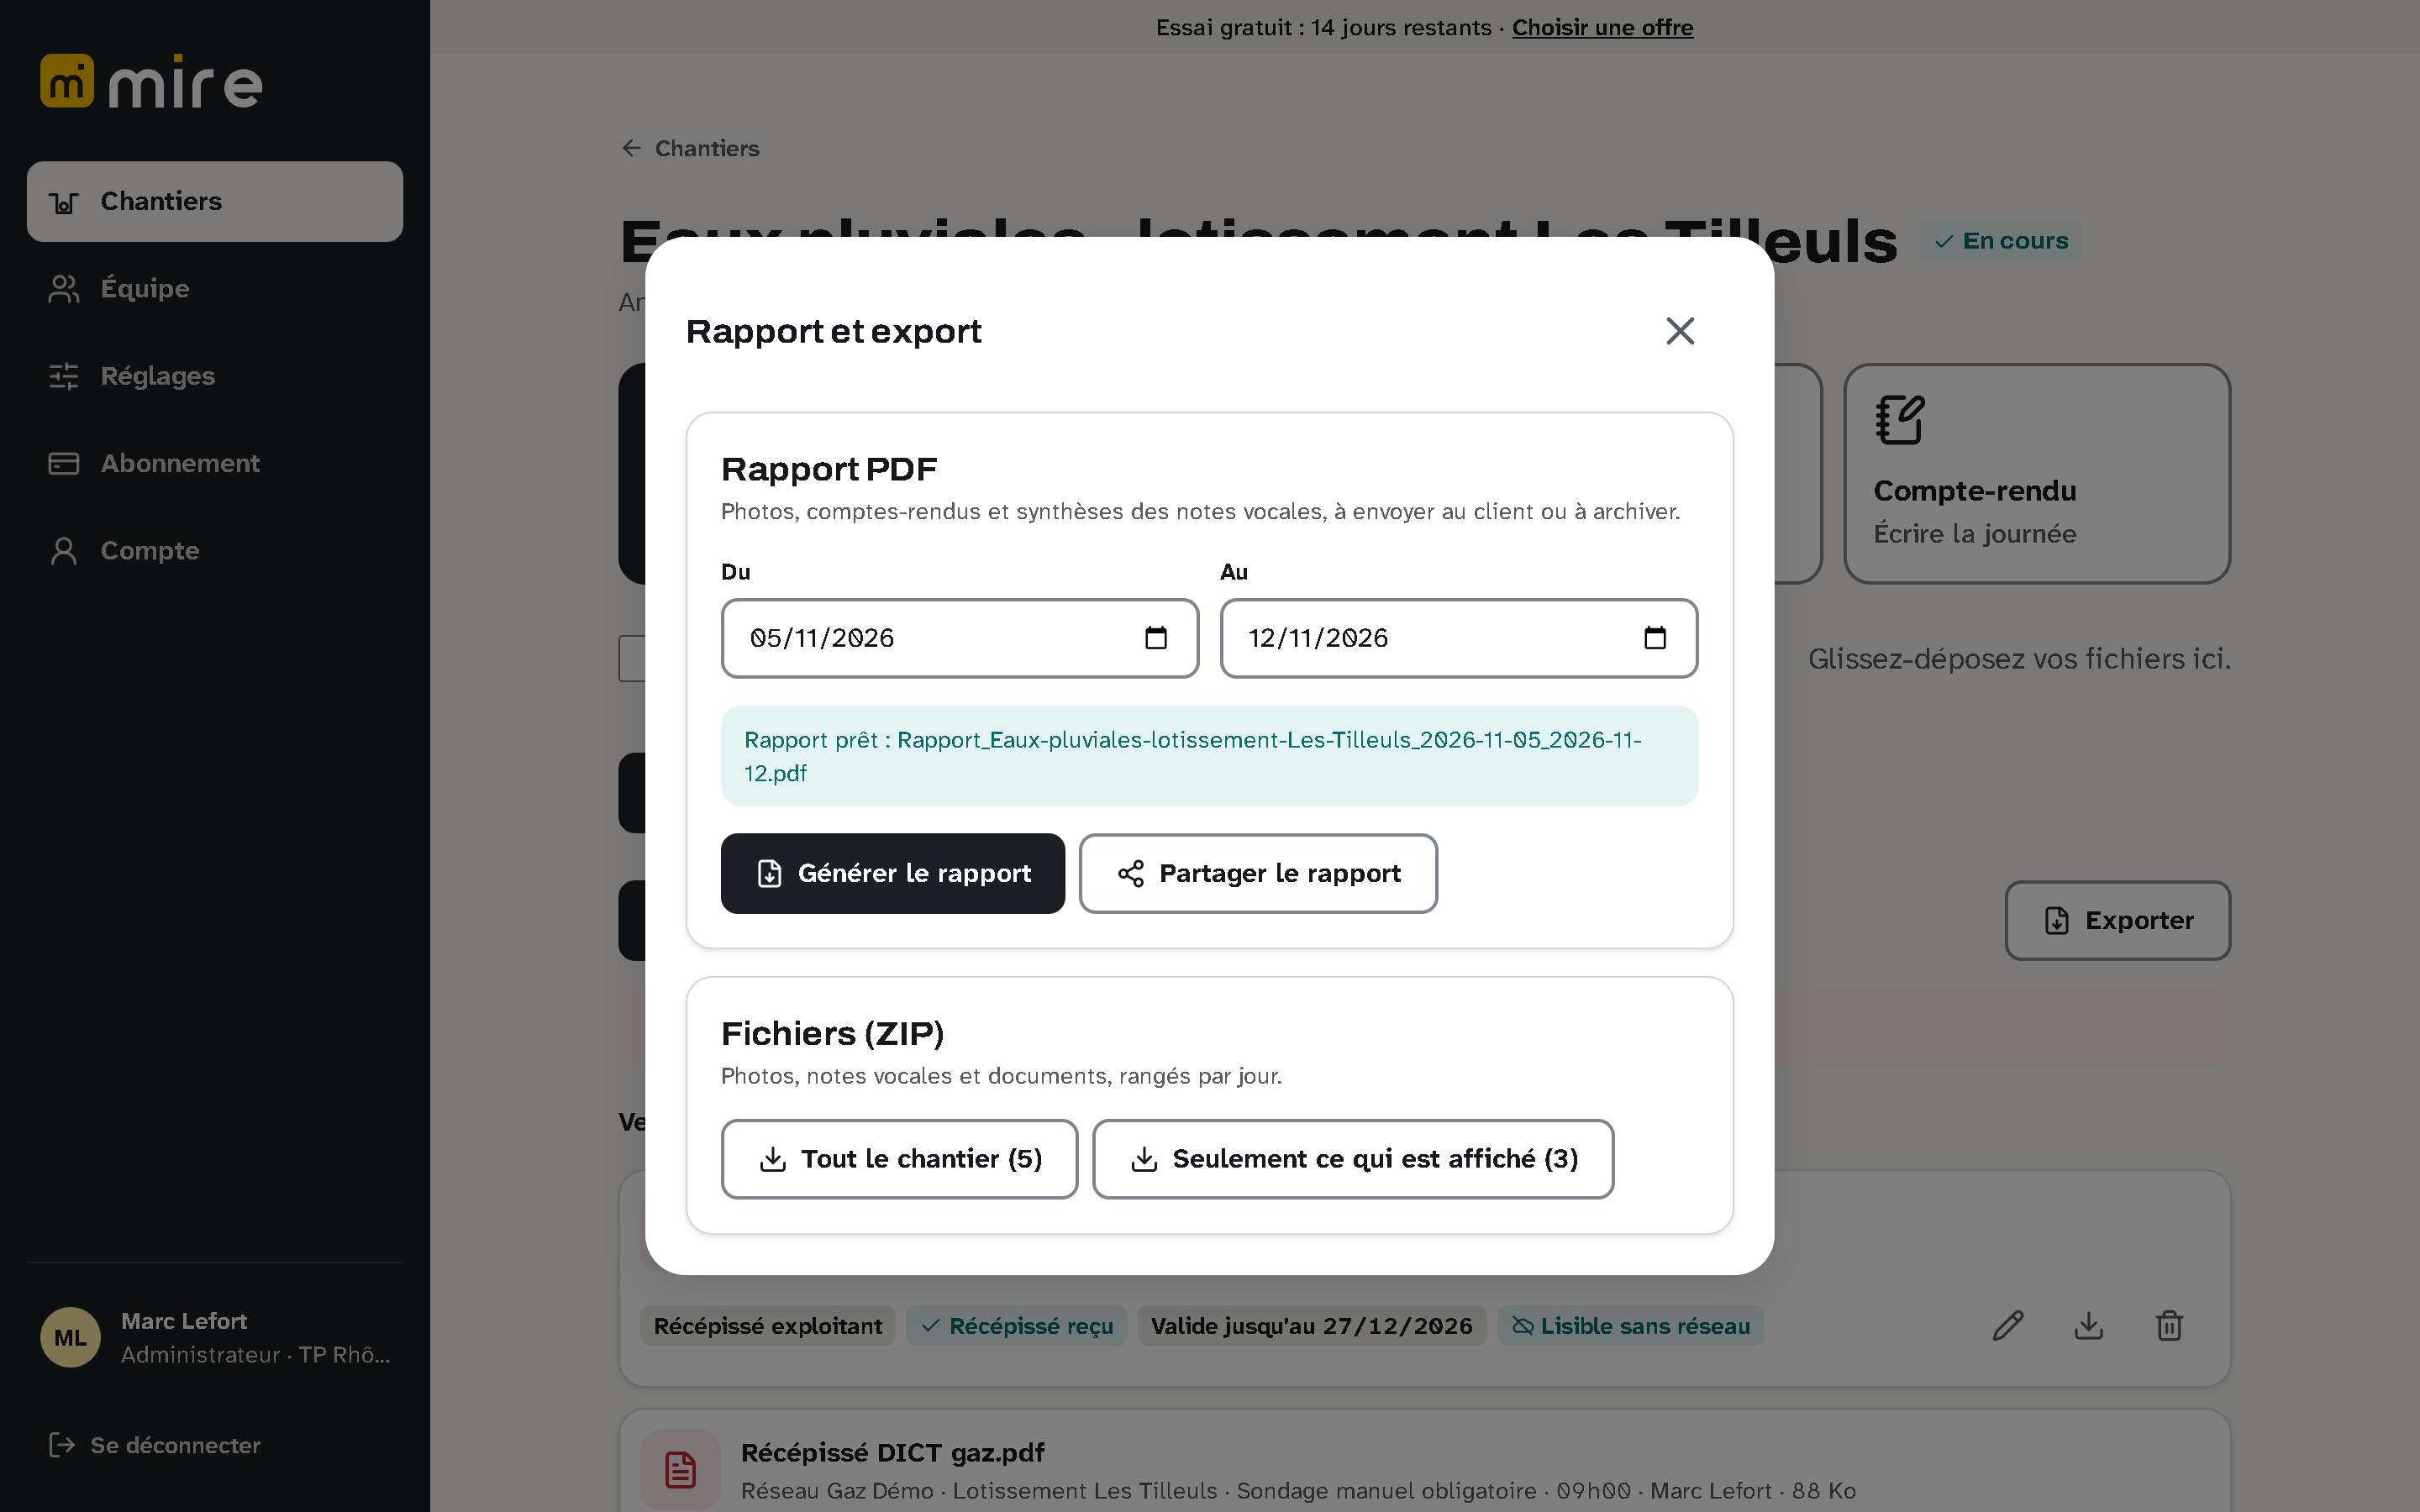 Essai gratuit : 14 jours restants · Choisir une offre
mire
Chantiers
Équipe
Réglages
Abonnement
Compte
Marc Lefort
ML
Administrateur · TP Rhô...
Se déconnecter
Chantiers
Eaux pluviales - lotissement Les Tilleuls
En cours
Rapport et export
Rapport PDF
Photos, comptes-rendus et synthèses des notes vocales, à envoyer au client ou à archiver.
Du
Au
05/11/2026
12/11/2026
Rapport prêt : Rapport_Eaux-pluviales-lotissement-Les-Tilleuls_2026-11-05_2026-11-
12.pdf
Générer le rapport
Partager le rapport
Fichiers (ZIP)
Photos, notes vocales et documents, rangés par jour.
Tout le chantier (5)
Seulement ce qui est affiché (3)
Compte-rendu
Écrire la journée
Glissez-déposez vos fichiers ici.
Exporter
Récépissé exploitant
Récépissé reçu
Valide jusqu'au 27/12/2026
Lisible sans réseau
Récépissé DICT gaz.pdf
Réseau Gaz Démo · Lotissement Les Tilleuls · Sondage manuel obligatoire · 09h00 · Marc Lefort · 88 Ko